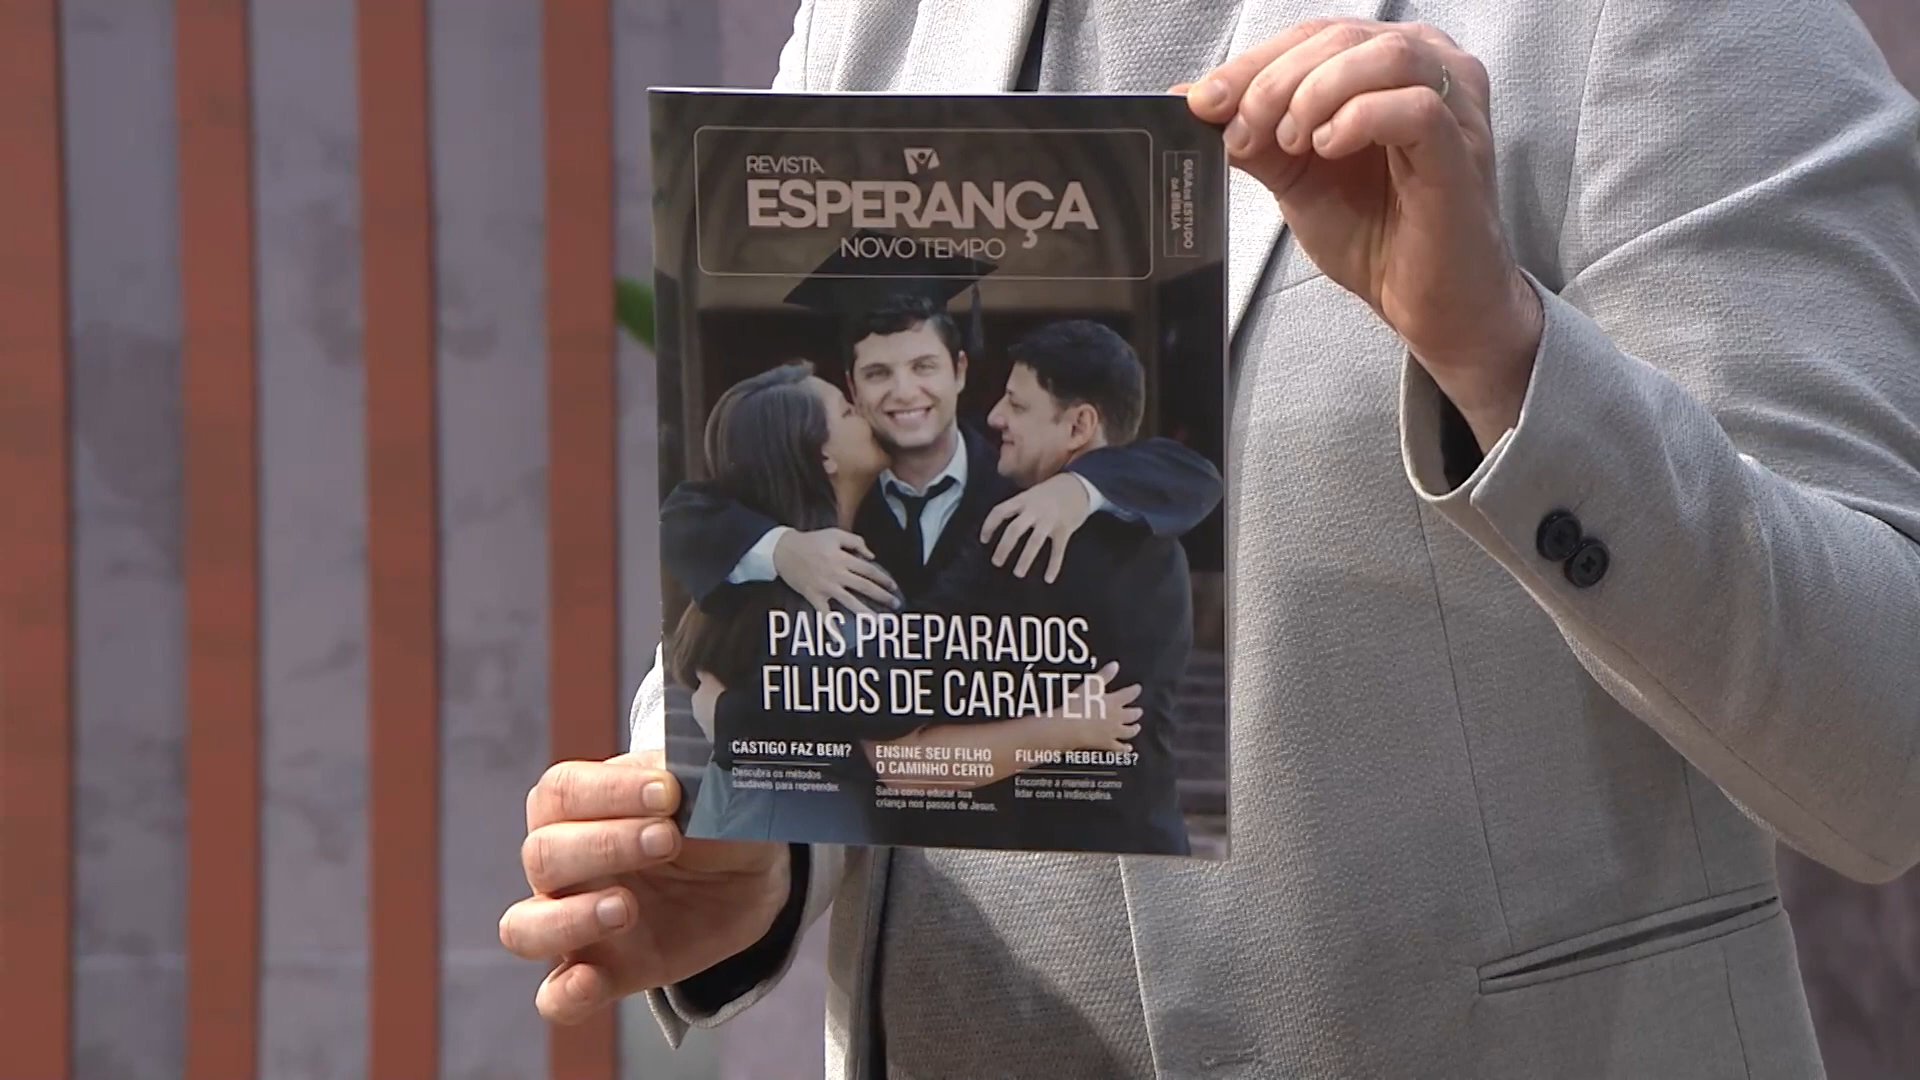 REVISTA
ESPERANÇA
NOVO TEMPO
GUIA DE ESTUDO
DA BÍBLIA
PAIS PREPARADOS,
FILHOS DE CARÁTER
CASTIGO FAZ BEM?
Descubra os métodos
saudáveis para repreender.
ENSINE SEU FILHO
O CAMINHO CERTO
Saiba como educar sua
criança nos passos de Jesus.
FILHOS REBELDES?
Encontre a maneira como
lidar com a indisciplina.